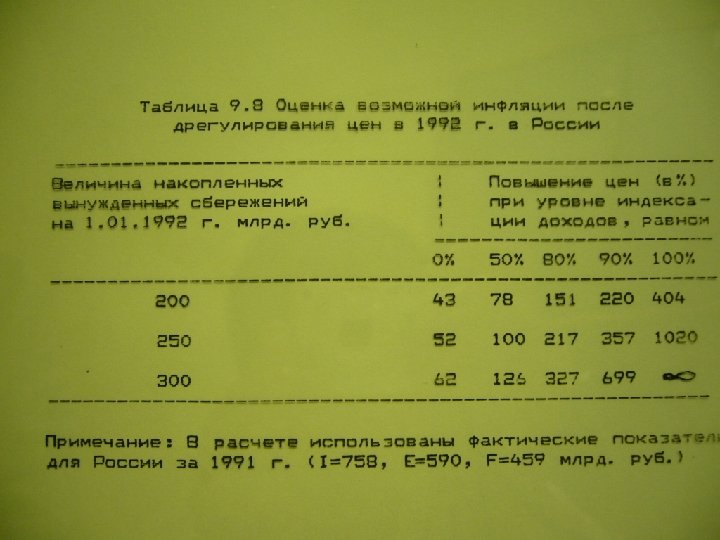 Таблица 9.8 Оценка возможной инфляции после
дрегулирования цен в 1992 г. в России
Величина накопленных ¦ Повышение цен (в%)
вынужденных сбережений ¦ при уровне индекса-
на 1.01.1992 г. млрд. руб. ¦ ции доходов, равном
0% 50% 80% 90% 100%
200 43 78 151 220 404
250 52 100 217 357 1020
300 62 126 327 699 ∞
Примечание: В расчете использованы фактические показатели
для России за 1991 г. (I=758, E=590, F=459 млрд. руб.)